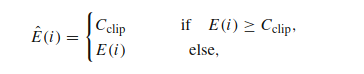 Ê(i) = { C_clip if E(i) ≥ C_clip,
E(i) else,